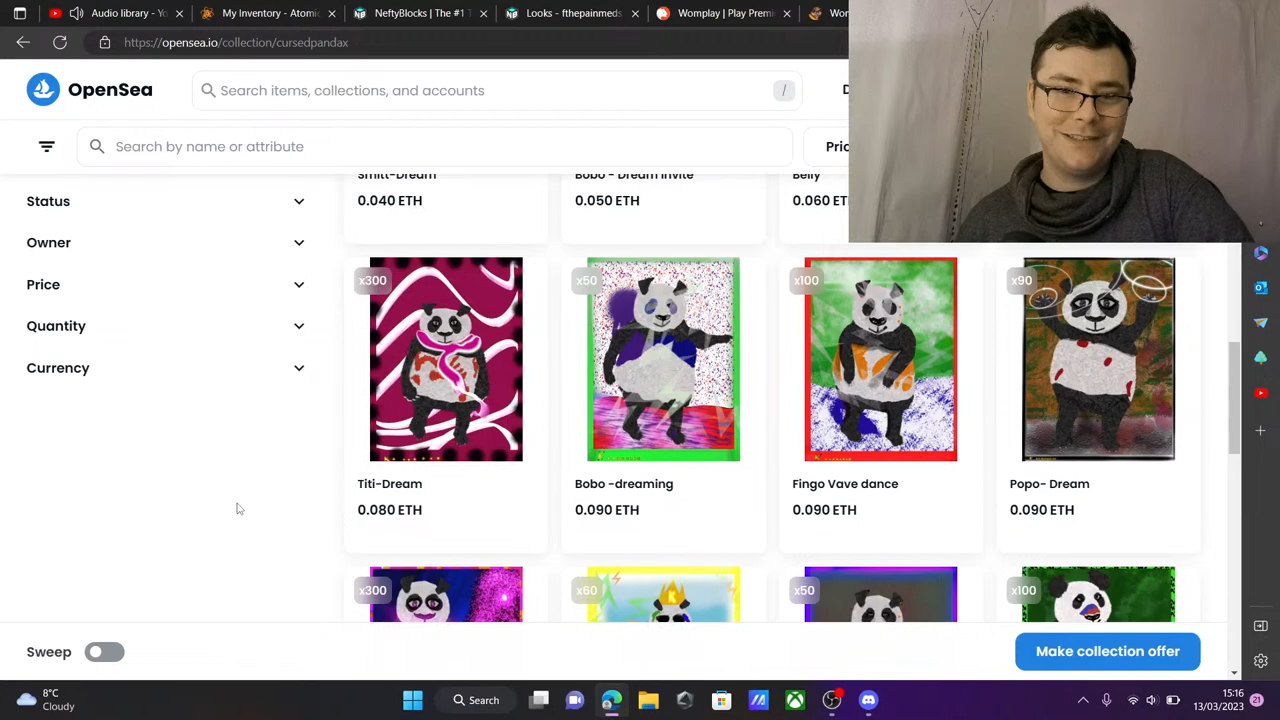 Audio library - Yo
My Inventory - Atomic
NeftyBlocks | The #1 T
Looks - fthepainmeds
Womplay | Play Premi
Wor
https://opensea.io/collection/cursedpandax
OpenSea
Search items, collections, and accounts
/
D
Search by name or attribute
Pric
Status
Owner
Price
Quantity
Currency
Smitt-Dream
Bobo - Dream Invite
Belly
0.040 ETH
0.050 ETH
0.060 ET
x300
x50
x100
x90
Titi-Dream
Bobo -dreaming
Fingo Vave dance
Popo- Dream
0.080 ETH
0.090 ETH
0.090 ETH
0.090 ETH
x300
x60
x50
x100
Sweep
Make collection offer
8°C
Cloudy
Search
15:16
13/03/2023
21